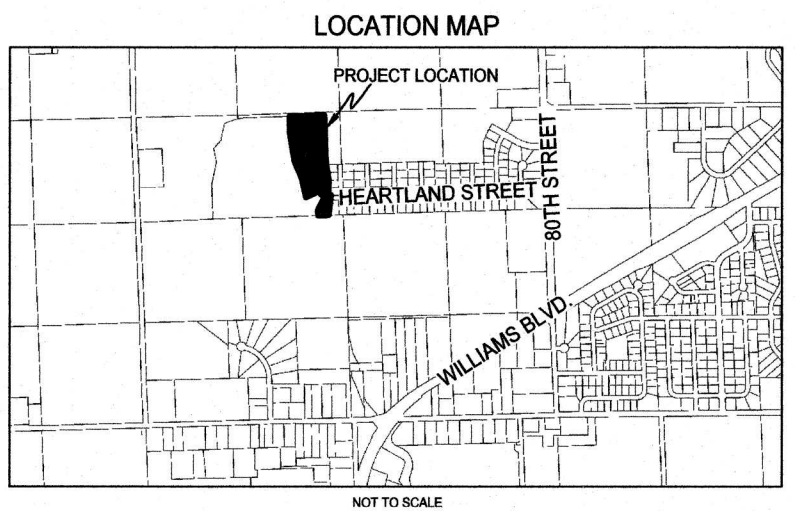 LOCATION MAP
PROJECT LOCATION
HEARTLAND STREET
80TH STREET
WILLIAMS BLVD.
NOT TO SCALE